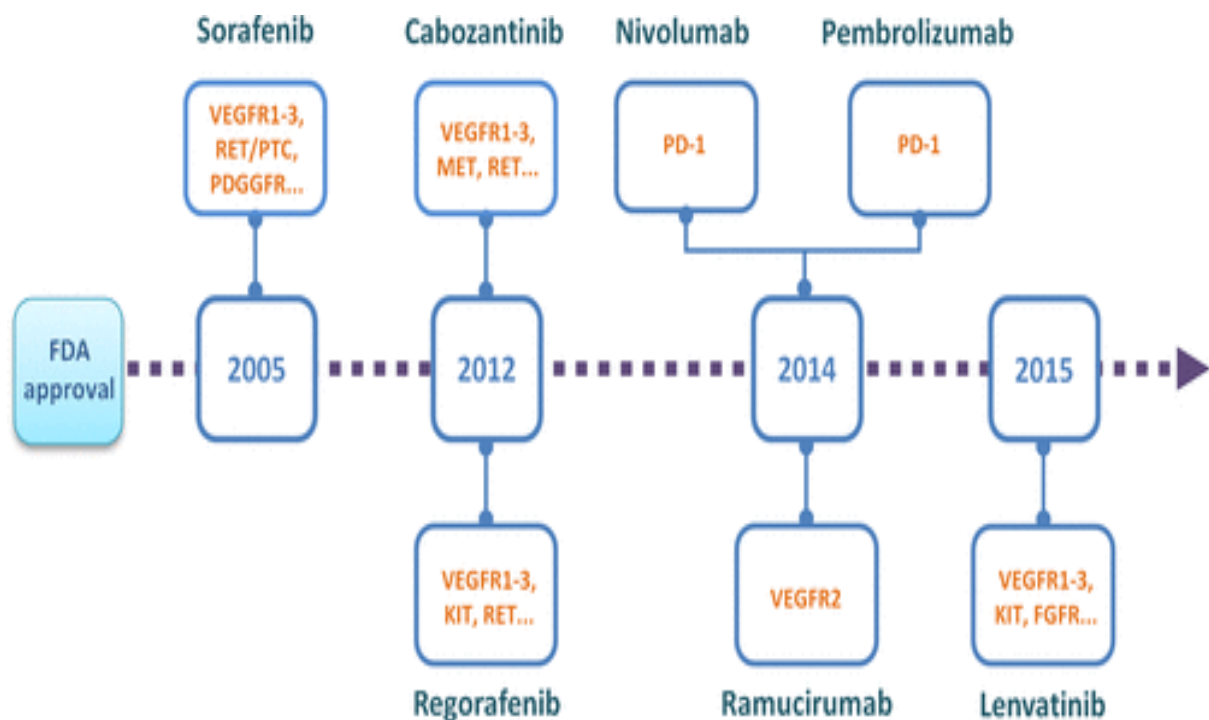 Sorafenib
Cabozantinib
Nivolumab
Pembrolizumab
VEGFR1-3,
RET/PTC,
PDGGFR...
VEGFR1-3,
MET, RET...
PD-1
PD-1
FDA
approval
2005
2012
2014
2015
VEGFR1-3,
KIT, RET...
VEGFR2
VEGFR1-3,
KIT, FGFR...
Regorafenib
Ramucirumab
Lenvatinib